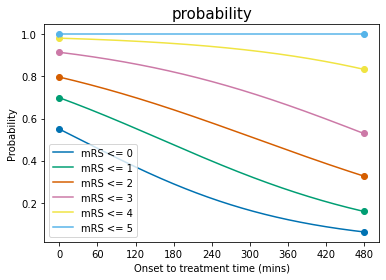 probability
Probability
1.0
0.8
0.6
0.4
0.2
mRS <= 0
mRS <= 1
mRS <= 2
mRS <= 3
mRS <= 4
mRS <= 5
0 60 120 180 240 300 360 420 480
Onset to treatment time (mins)